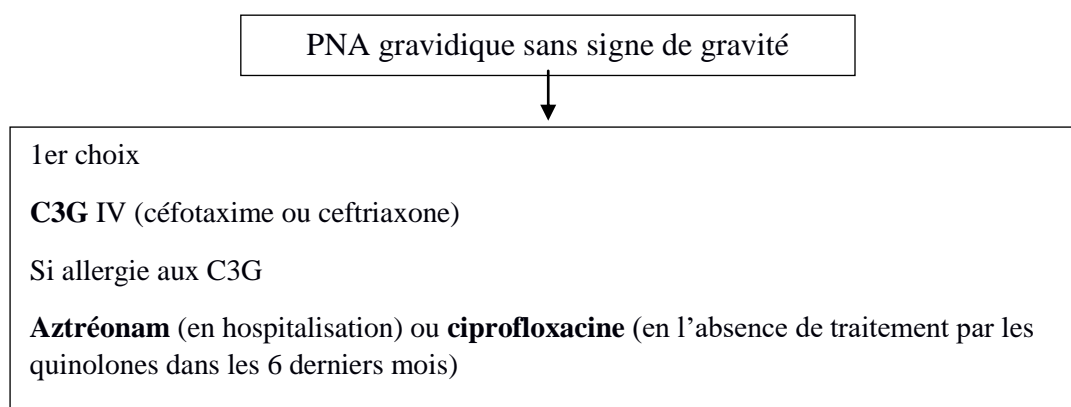 PNA gravidique sans signe de gravité
1er choix
C3G IV (céfotaxime ou ceftriaxone)
Si allergie aux C3G
Aztréonam (en hospitalisation) ou ciprofloxacine (en l’absence de traitement par les
quinolones dans les 6 derniers mois)